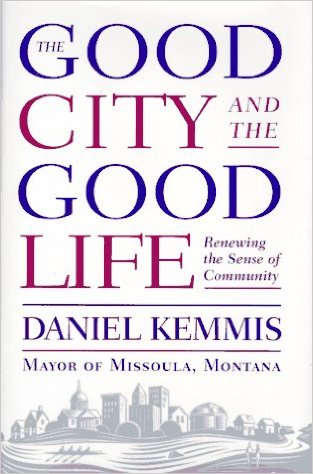 THE
GOOD
CITY AND
THE
GOOD
LIFE
Renewing
the Sense of
Community
DANIEL KEMMIS
MAYOR OF MISSOULA, MONTANA